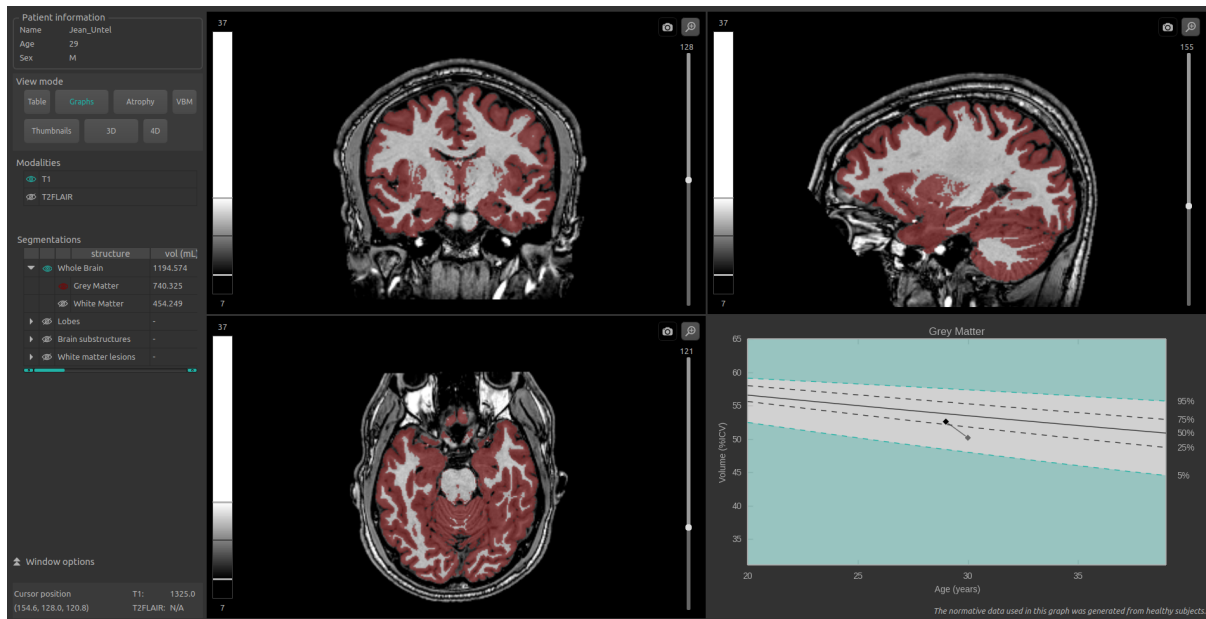 Patient information
Name Jean_Untel
Age 29
Sex M
View mode
Table Graphs Atrophy VBM
Thumbnails 3D 4D
Modalities
T1
T2FLAIR
Segmentations
structure vol (mL)
Whole Brain 1194.574
Grey Matter 740.325
White Matter 454.249
Lobes -
Brain substructures -
White matter lesions -
Window options
Cursor position T1: 1325.0
(154.6, 128.0, 120.8) T2FLAIR: N/A
37
128
7
37
155
7
37
121
7
Grey Matter
65
60
55
50
45
40
35
Volume (%ICV)
95%
75%
50%
25%
5%
20 25 30 35
Age (years)
The normative data used in this graph was generated from healthy subjects.